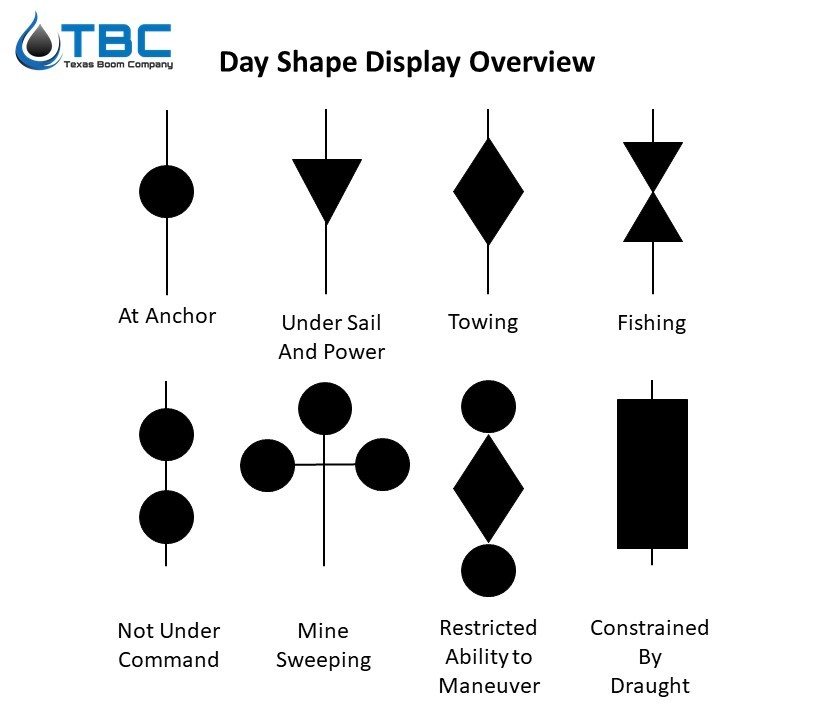 TBC
Texas Boom Company
Day Shape Display Overview
At Anchor
Under Sail
And Power
Towing
Fishing
Not Under
Command
Mine
Sweeping
Restricted
Ability to
Maneuver
Constrained
By
Draught